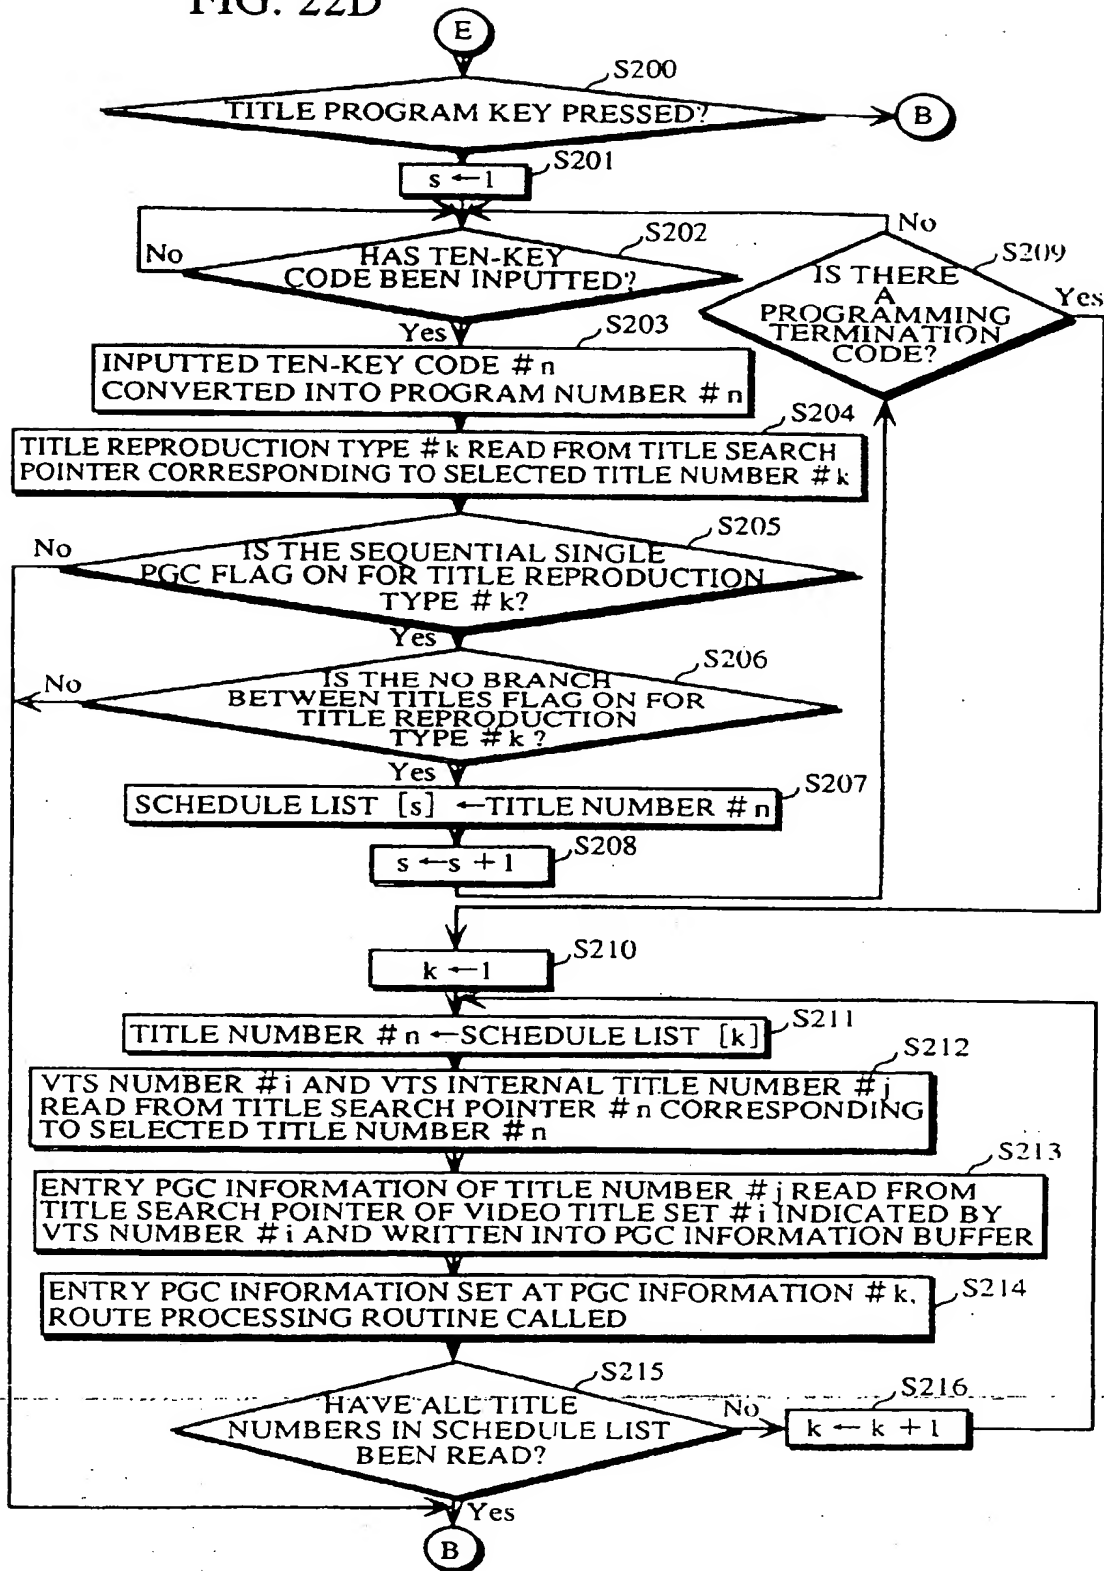 FIG. 22D
E
S200
TITLE PROGRAM KEY PRESSED?
B
S201
s ← 1
No
S202
HAS TEN-KEY
CODE BEEN INPUTTED?
No
S209
IS THERE
A
PROGRAMMING
TERMINATION
CODE?
Yes
Yes
S203
INPUTTED TEN-KEY CODE #n
CONVERTED INTO PROGRAM NUMBER #n
S204
TITLE REPRODUCTION TYPE #k READ FROM TITLE SEARCH
POINTER CORRESPONDING TO SELECTED TITLE NUMBER #k
S205
No
IS THE SEQUENTIAL SINGLE
PGC FLAG ON FOR TITLE REPRODUCTION
TYPE #k?
Yes
S206
No
IS THE NO BRANCH
BETWEEN TITLES FLAG ON FOR
TITLE REPRODUCTION
TYPE #k?
Yes
S207
SCHEDULE LIST [s] ←TITLE NUMBER #n
S208
s ←s + 1
S210
k ←1
S211
TITLE NUMBER #n ←SCHEDULE LIST [k]
S212
VTS NUMBER #i AND VTS INTERNAL TITLE NUMBER #j
READ FROM TITLE SEARCH POINTER #n CORRESPONDING
TO SELECTED TITLE NUMBER #n
S213
ENTRY PGC INFORMATION OF TITLE NUMBER #j READ FROM
TITLE SEARCH POINTER OF VIDEO TITLE SET #i INDICATED BY
VTS NUMBER #i AND WRITTEN INTO PGC INFORMATION BUFFER
S214
ENTRY PGC INFORMATION SET AT PGC INFORMATION #k,
ROUTE PROCESSING ROUTINE CALLED
S215
HAVE ALL TITLE
NUMBERS IN SCHEDULE LIST
BEEN READ?
No
S216
k ← k + 1
Yes
B